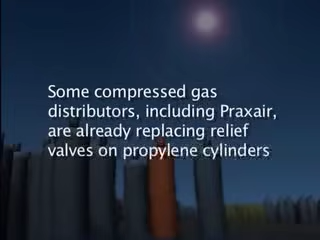 Some compressed gas
distributors, including Praxair,
are already replacing relief
valves on propylene cylinders